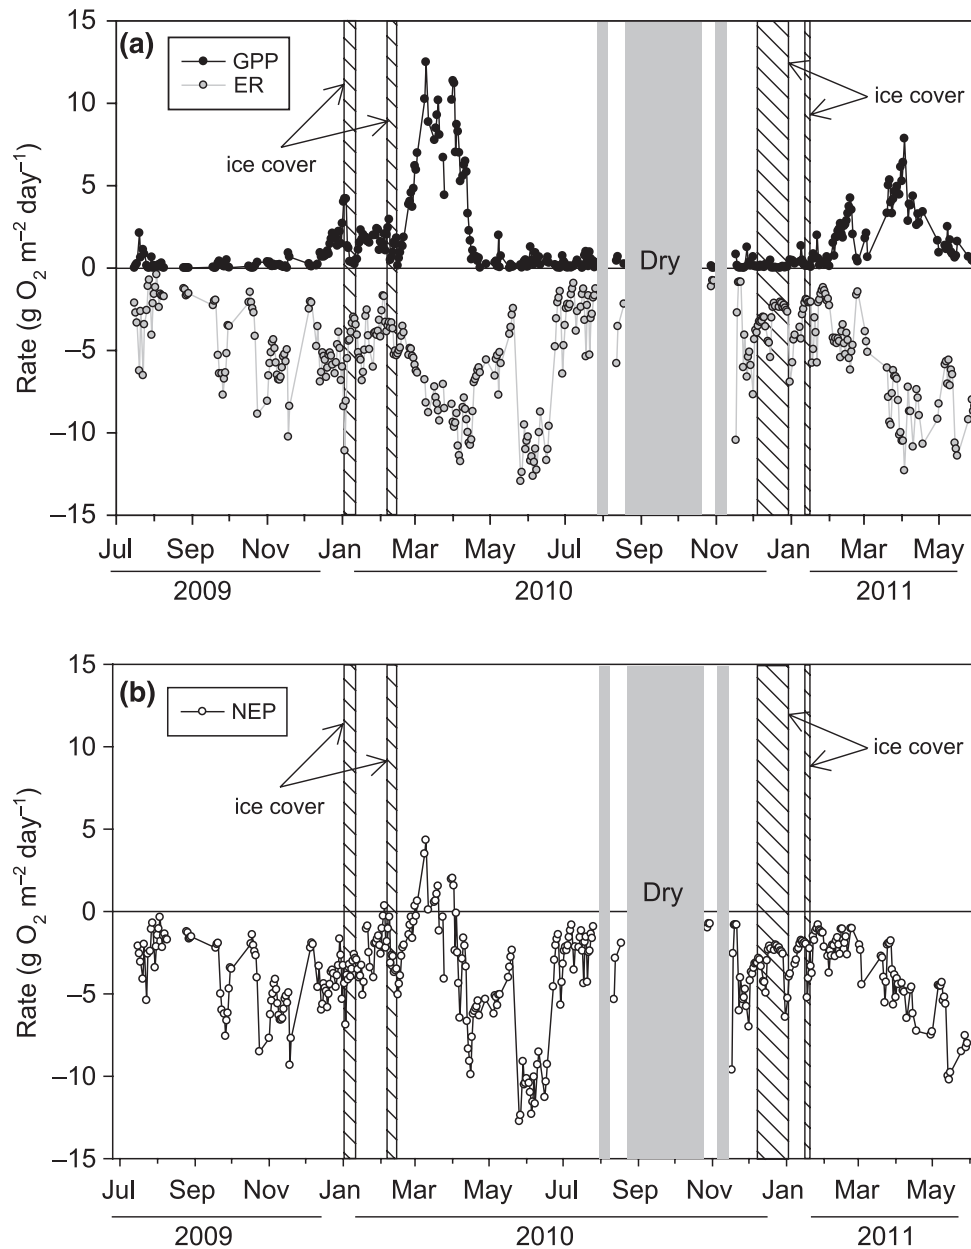 (a)
GPP
ER
ice cover
ice cover
Dry
Rate (g O2 m−2 day−1)
15
10
5
0
−5
−10
−15
Jul Sep Nov Jan Mar May Jul Sep Nov Jan Mar May
2009 2010 2011
(b)
NEP
ice cover
ice cover
Dry
Rate (g O2 m−2 day−1)
15
10
5
0
−5
−10
−15
Jul Sep Nov Jan Mar May Jul Sep Nov Jan Mar May
2009 2010 2011